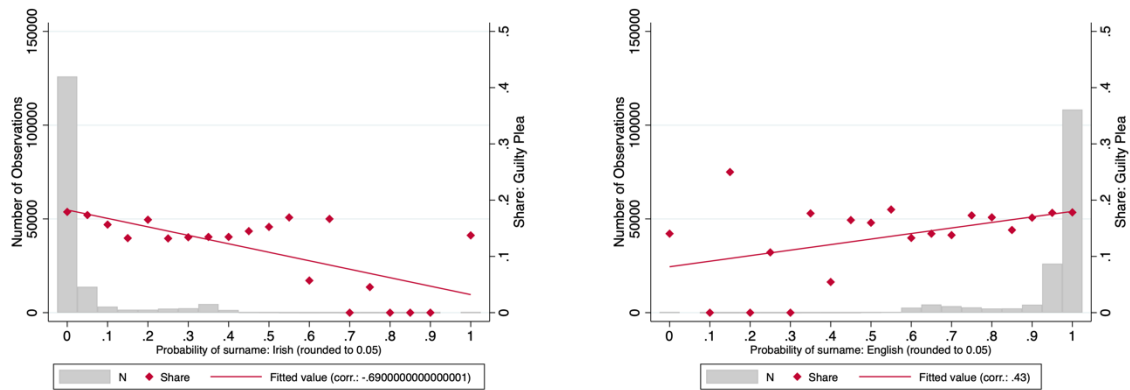 150000
100000
50000
0
Number of Observations
.5
.4
.3
.2
.1
0
Share: Guilty Plea
0 .1 .2 .3 .4 .5 .6 .7 .8 .9 1
Probability of surname: Irish (rounded to 0.05)
N Share Fitted value (corr.: -.6900000000000001)
150000
100000
50000
0
Number of Observations
.5
.4
.3
.2
.1
0
Share: Guilty Plea
0 .1 .2 .3 .4 .5 .6 .7 .8 .9 1
Probability of surname: English (rounded to 0.05)
N Share Fitted value (corr.: .43)